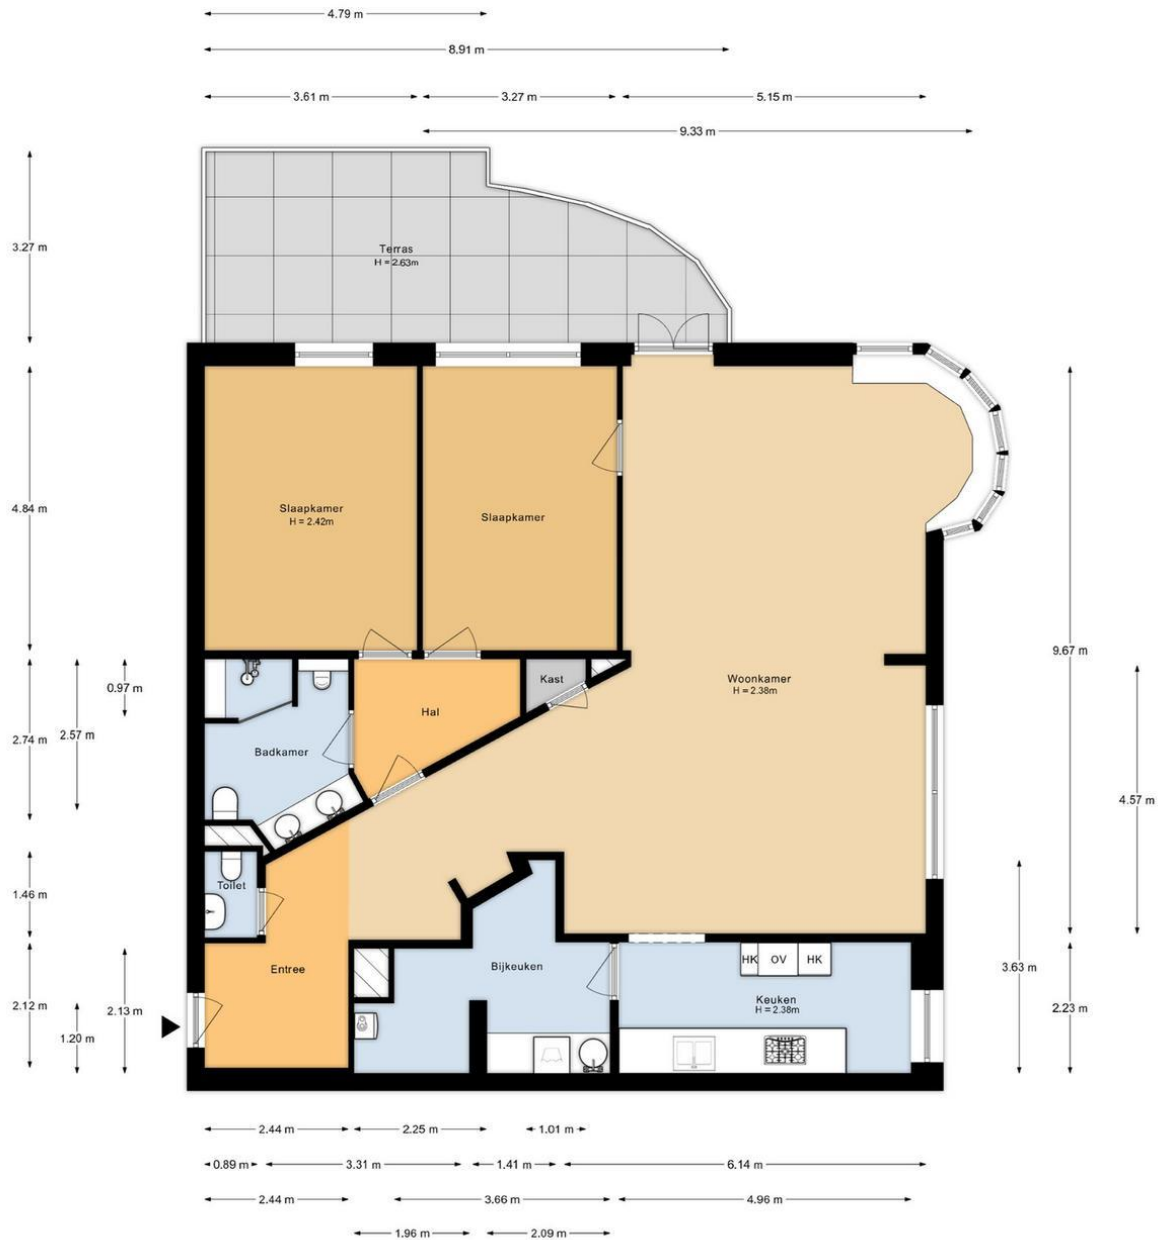 4.79 m
8.91 m
3.61 m
3.27 m
5.15 m
9.33 m
3.27 m
Terras
H = 2.63m
4.84 m
Slaapkamer
H = 2.42m
Slaapkamer
9.67 m
0.97 m
2.74 m
2.57 m
Kast
Woonkamer
H = 2.38m
Hal
Badkamer
4.57 m
1.46 m
Toilet
Entree
Bijkeuken
HK
OV
HK
3.63 m
2.12 m
2.13 m
1.20 m
Keuken
H = 2.38m
2.23 m
2.44 m
2.25 m
1.01 m
0.89 m
3.31 m
1.41 m
6.14 m
2.44 m
3.66 m
4.96 m
1.96 m
2.09 m